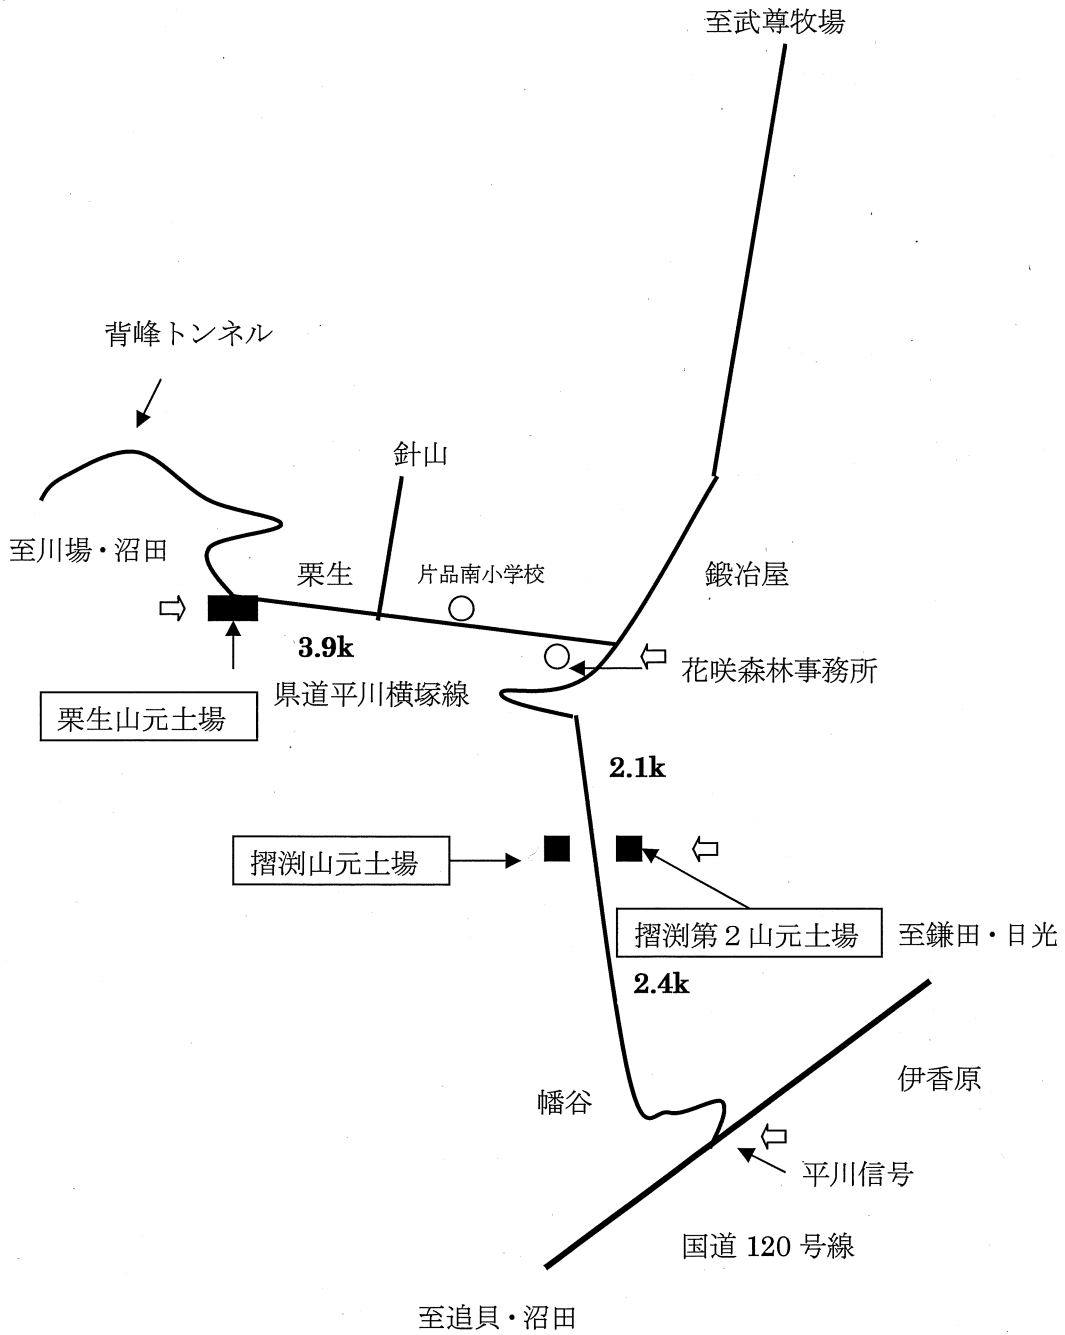 至武尊牧場
背峰トンネル
針山
至川場・沼田
栗生
片品南小学校
鍛冶屋
3.9k
花咲森林事務所
県道平川横塚線
栗生山元土場
2.1k
摺渕山元土場
摺渕第２山元土場
至鎌田・日光
2.4k
伊香原
幡谷
平川信号
国道 120 号線
至追貝・沼田